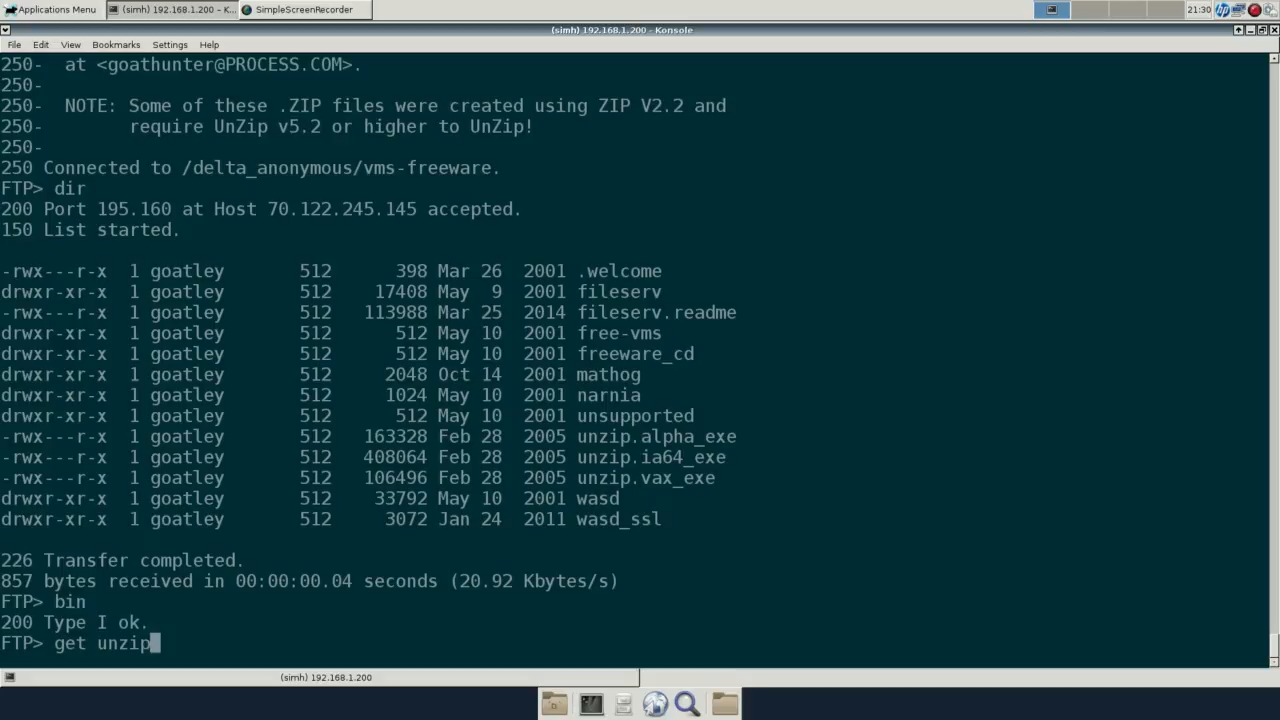 Applications Menu (simh) 192.168.1.200 – K... SimpleScreenRecorder 21:30
(simh) 192.168.1.200 - Konsole
File Edit View Bookmarks Settings Help
250-  at <goathunter@PROCESS.COM>.
250-
250-  NOTE: Some of these .ZIP files were created using ZIP V2.2 and
250-        require UnZip v5.2 or higher to UnZip!
250-
250 Connected to /delta_anonymous/vms-freeware.
FTP> dir
200 Port 195.160 at Host 70.122.245.145 accepted.
150 List started.
-rwx---r-x  1 goatley       512      398 Mar 26  2001 .welcome
drwxr-xr-x  1 goatley       512    17408 May  9  2001 fileserv
-rwx---r-x  1 goatley       512   113988 Mar 25  2014 fileserv.readme
drwxr-xr-x  1 goatley       512      512 May 10  2001 free-vms
drwxr-xr-x  1 goatley       512      512 May 10  2001 freeware_cd
drwxr-xr-x  1 goatley       512     2048 Oct 14  2001 mathog
drwxr-xr-x  1 goatley       512     1024 May 10  2001 narnia
drwxr-xr-x  1 goatley       512      512 May 10  2001 unsupported
-rwx---r-x  1 goatley       512   163328 Feb 28  2005 unzip.alpha_exe
-rwx---r-x  1 goatley       512   408064 Feb 28  2005 unzip.ia64_exe
-rwx---r-x  1 goatley       512   106496 Feb 28  2005 unzip.vax_exe
drwxr-xr-x  1 goatley       512    33792 May 10  2001 wasd
drwxr-xr-x  1 goatley       512     3072 Jan 24  2011 wasd_ssl
226 Transfer completed.
857 bytes received in 00:00:00.04 seconds (20.92 Kbytes/s)
FTP> bin
200 Type I ok.
FTP> get unzip
(simh) 192.168.1.200